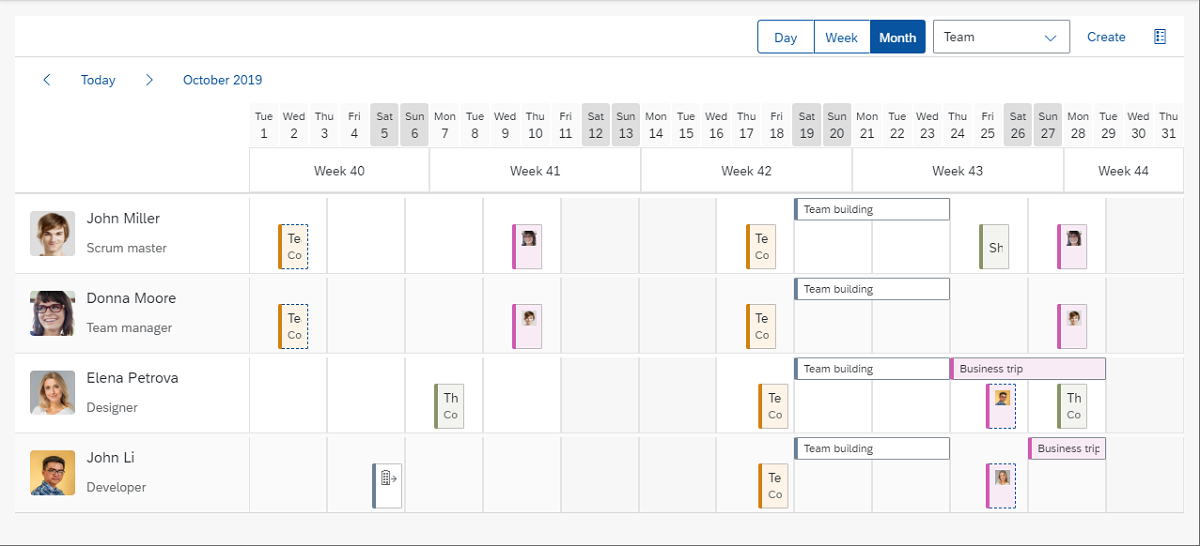 Day Week Month Team Create
Today October 2019
Tue Wed Thu Fri Sat Sun Mon Tue Wed Thu Fri Sat Sun Mon Tue Wed Thu Fri Sat Sun Mon Tue Wed Thu Fri Sat Sun Mon Tue Wed Thu
1 2 3 4 5 6 7 8 9 10 11 12 13 14 15 16 17 18 19 20 21 22 23 24 25 26 27 28 29 30 31
Week 40 Week 41 Week 42 Week 43 Week 44
John Miller Team building
Te Te Sh
Scrum master Co Co
Donna Moore Team building
Te Te
Team manager Co Co
Elena Petrova Team building Business trip
Th Te Th
Designer Co Co Co
John Li Team building Business trip
Te
Developer Co